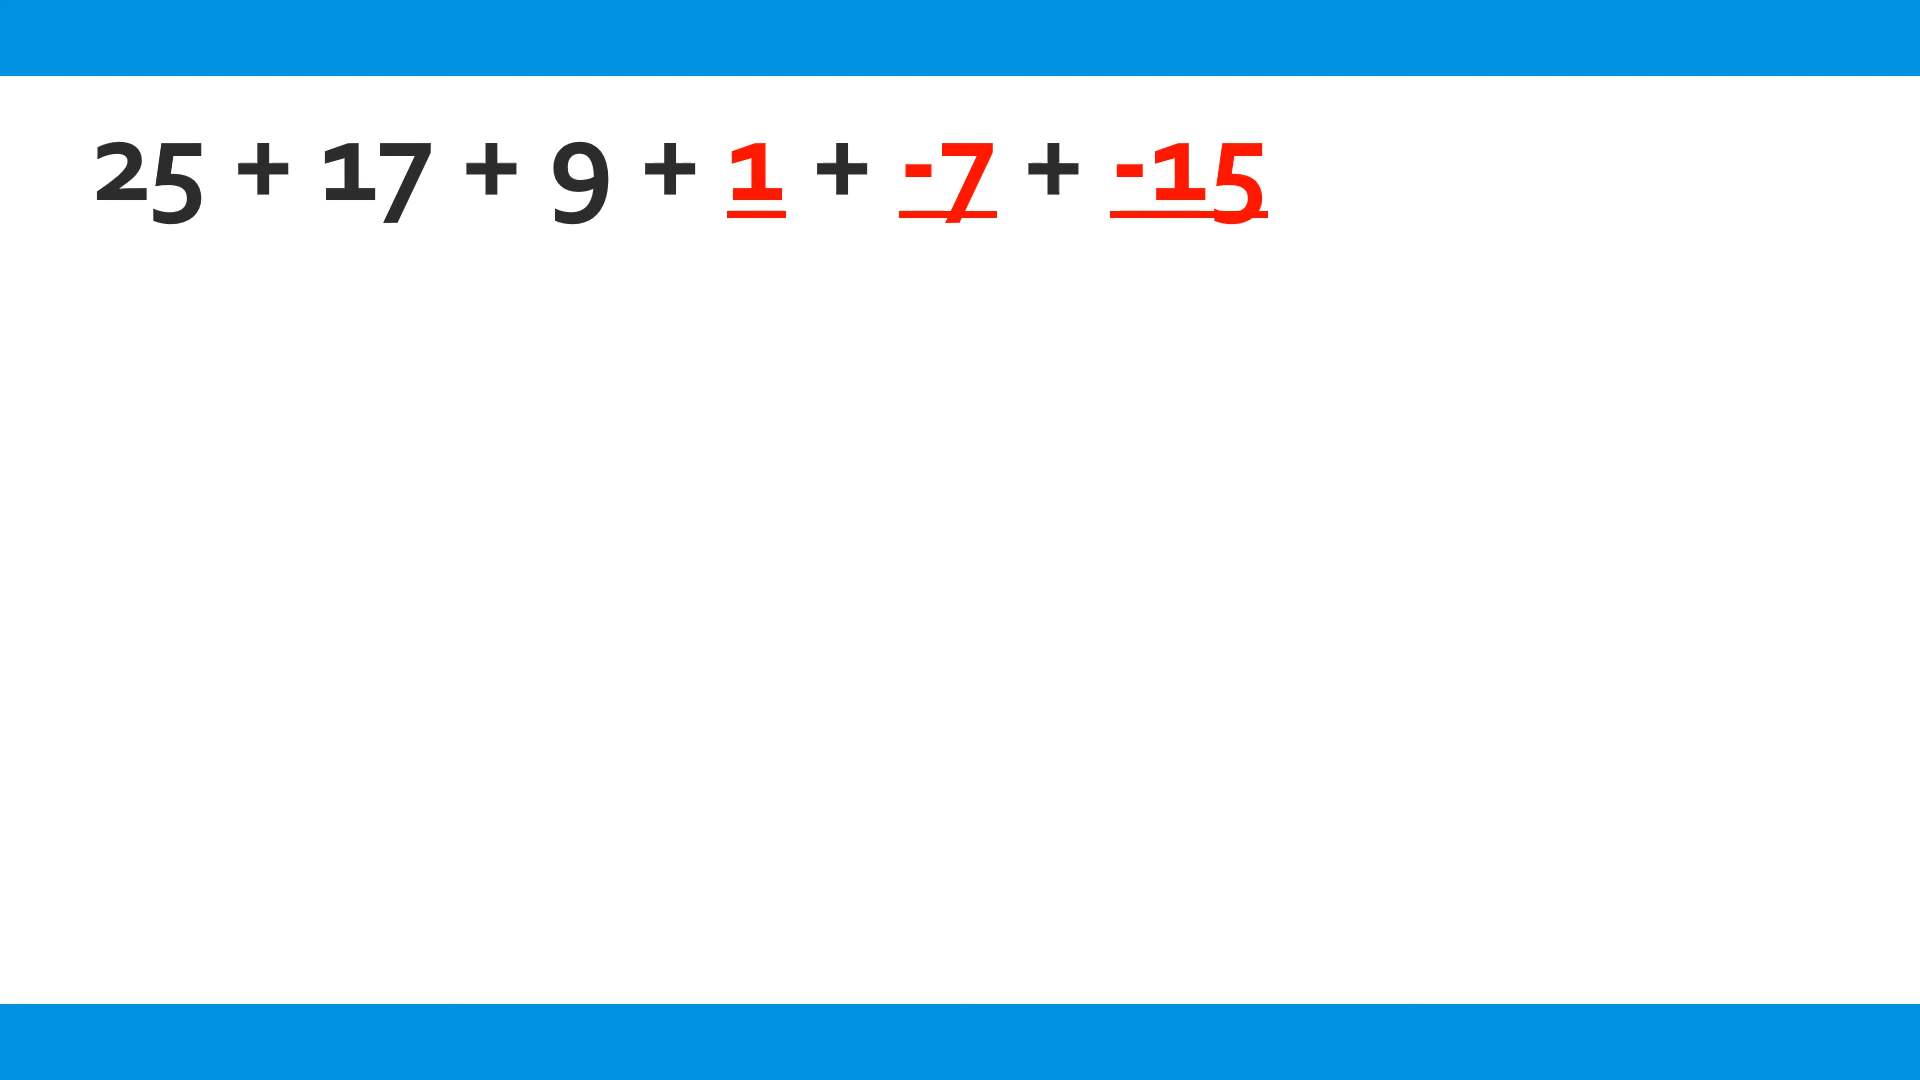 25 + 17 + 9 + 1 + -7 + -15